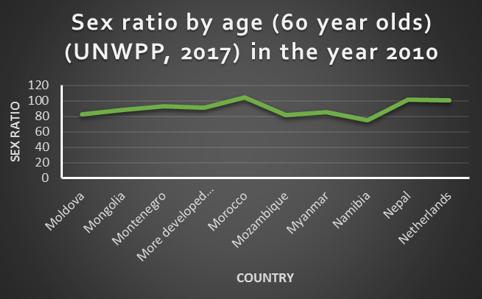 Sex ratio by age (60 year olds)
(UNWPP, 2017) in the year 2010
120
100
80
60
40
20
0
SEX RATIO
Moldova
Mongolia
Montenegro
More developed...
Morocco
Mozambique
Myanmar
Namibia
Nepal
Netherlands
COUNTRY